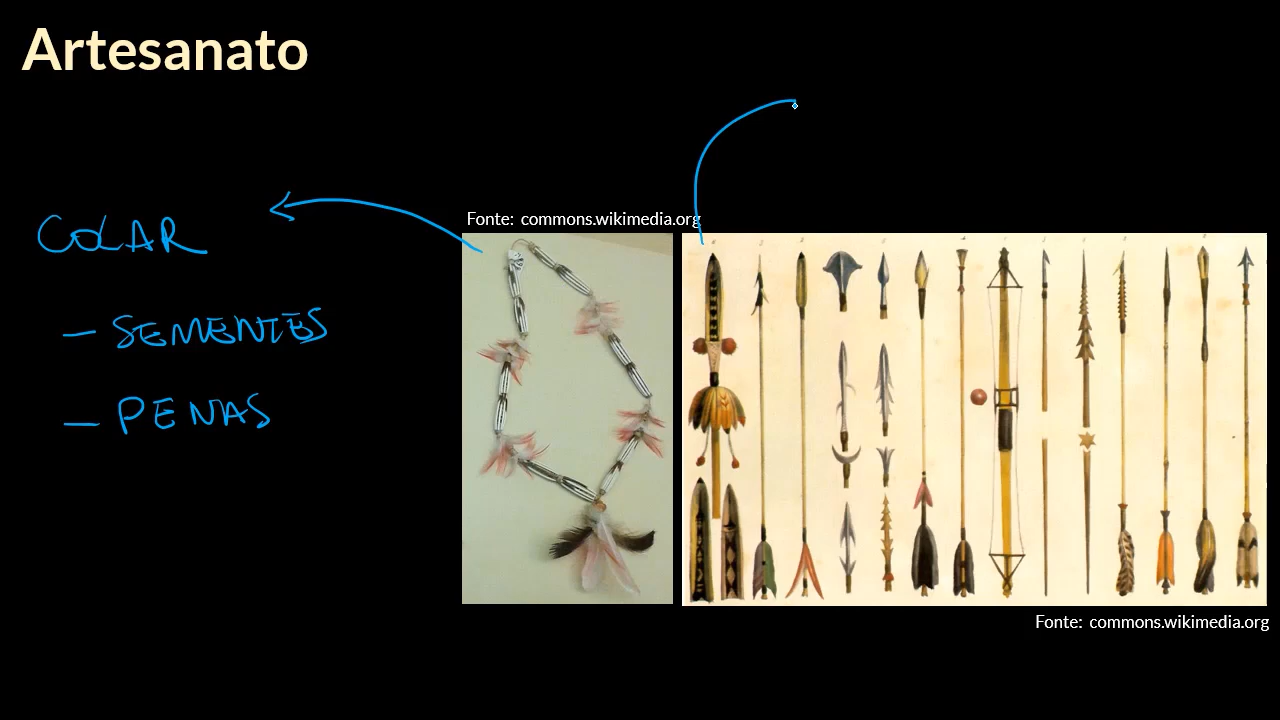 Artesanato
Fonte: commons.wikimedia.org
COLAR
- SEMENTES
- PENAS
Fonte: commons.wikimedia.org